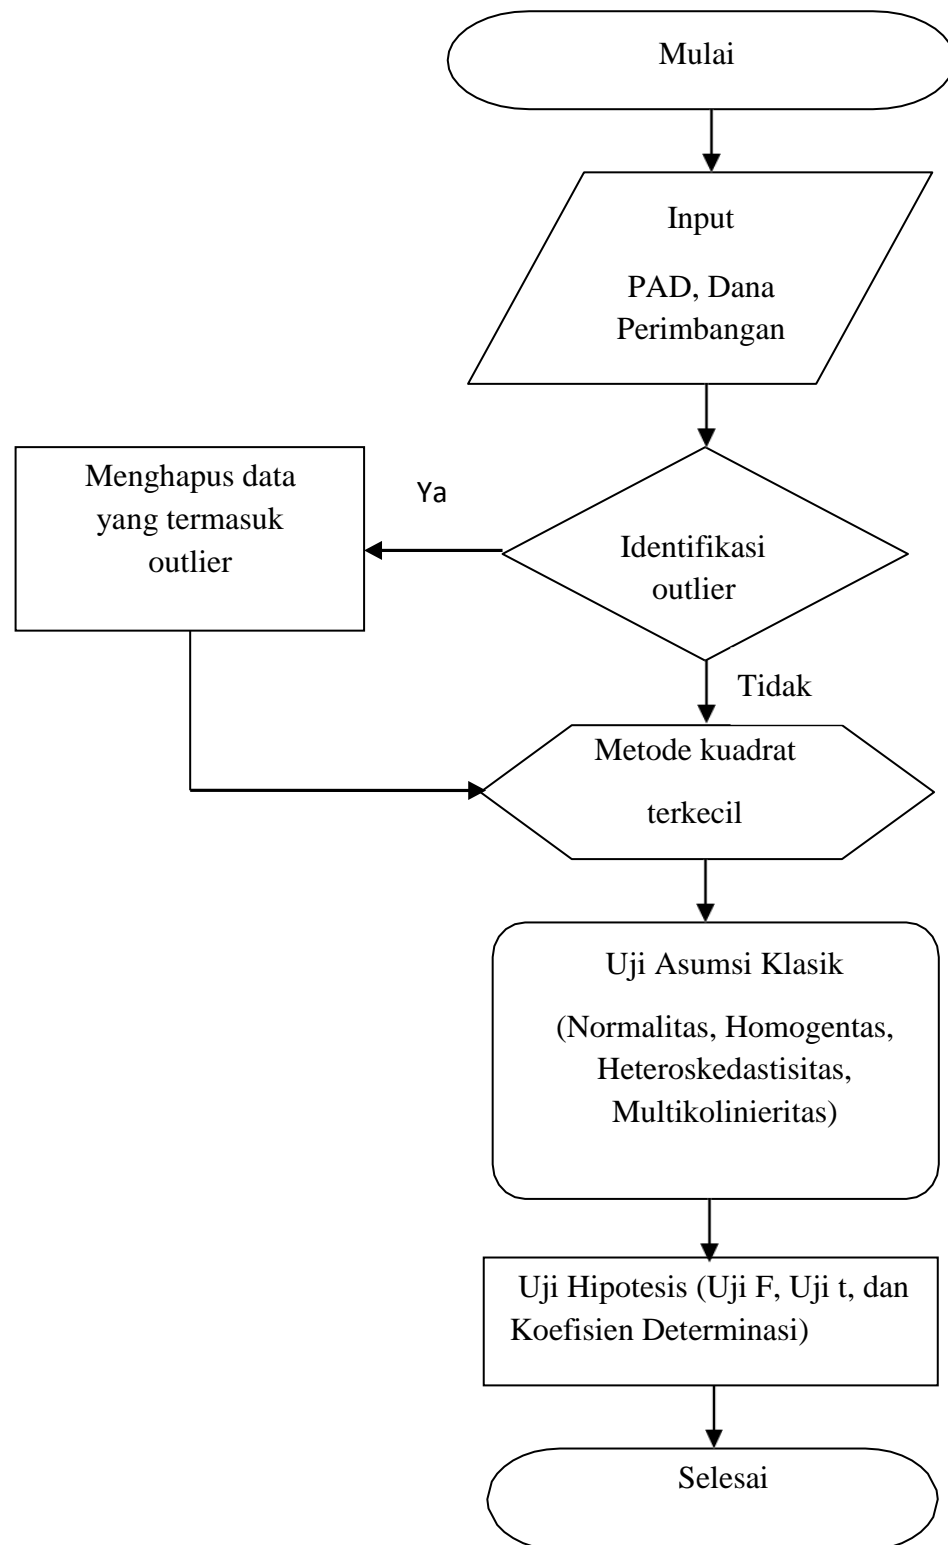 Mulai
Input
PAD, Dana
Perimbangan
Menghapus data
yang termasuk
outlier
Ya
Identifikasi
outlier
Tidak
Metode kuadrat
terkecil
Uji Asumsi Klasik
(Normalitas, Homogentas,
Heteroskedastisitas,
Multikolinieritas)
Uji Hipotesis (Uji F, Uji t, dan
Koefisien Determinasi)
Selesai